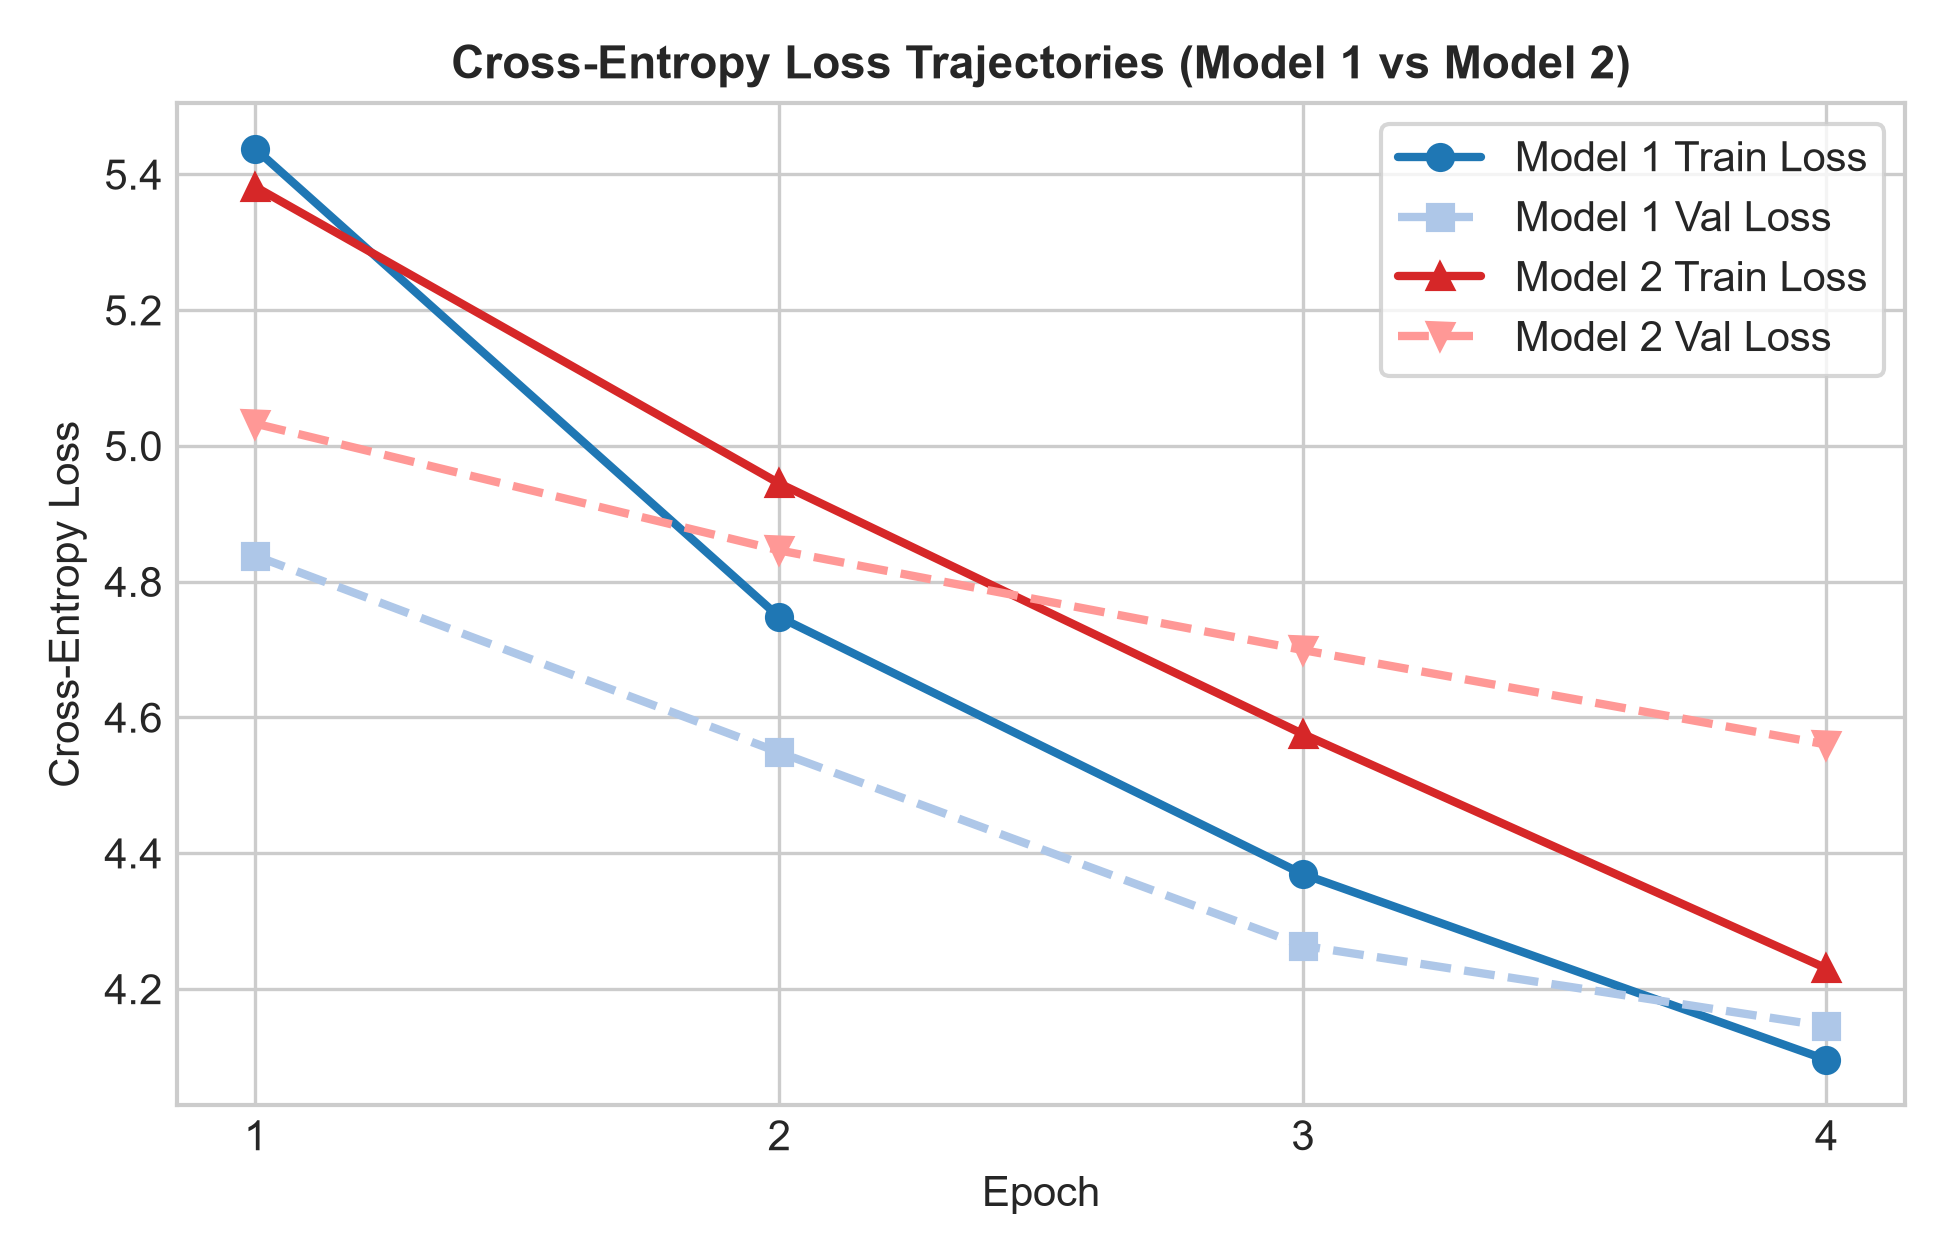 Cross-Entropy Loss Trajectories (Model 1 vs Model 2)
Model 1 Train Loss
Model 1 Val Loss
Model 2 Train Loss
Model 2 Val Loss
Cross-Entropy Loss
5.4
5.2
5.0
4.8
4.6
4.4
4.2
1 2 3 4
Epoch